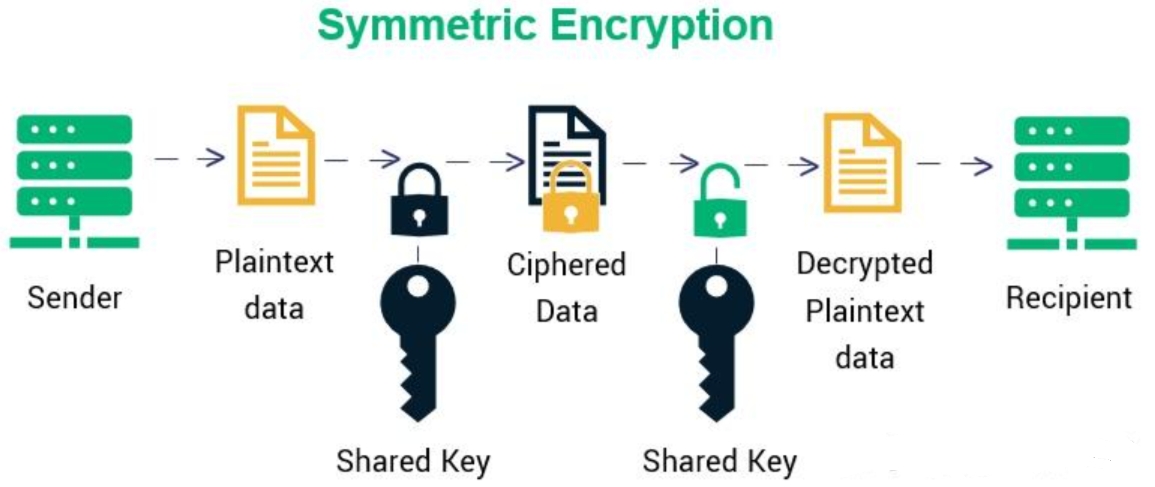 Symmetric Encryption
Sender
Plaintext
data
Shared Key
Ciphered
Data
Shared Key
Decrypted
Plaintext
data
Recipient